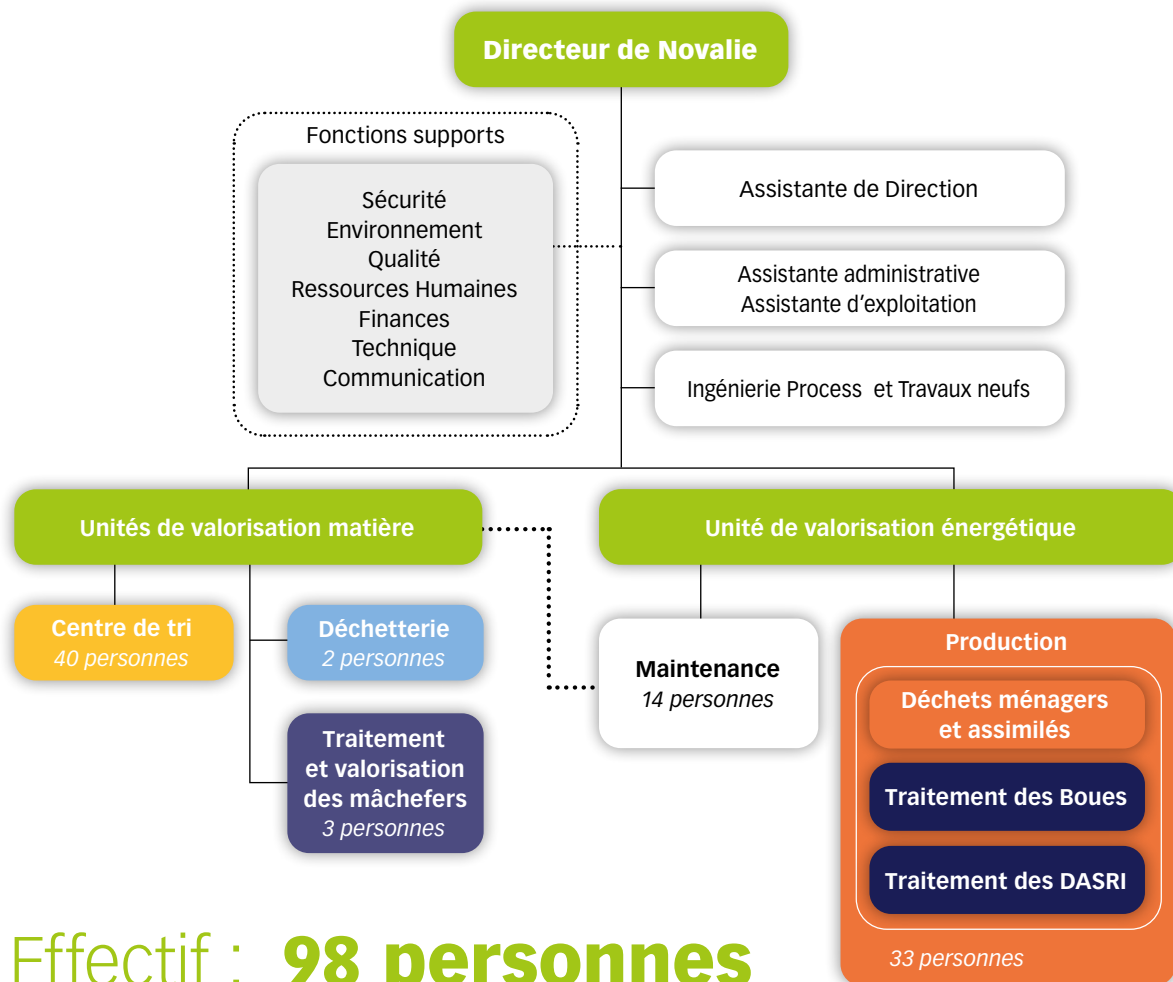 Directeur de Novalie
Fonctions supports
Sécurité
Environnement
Qualité
Ressources Humaines
Finances
Technique
Communication
Assistante de Direction
Assistante administrative
Assistante d'exploitation
Ingénierie Process et Travaux neufs
Unités de valorisation matière
Unité de valorisation énergétique
Centre de tri
40 personnes
Déchetterie
2 personnes
Traitement
et valorisation
des mâchefers
3 personnes
Maintenance
14 personnes
Production
Déchets ménagers
et assimilés
Traitement des Boues
Traitement des DASRI
33 personnes
Effectif : 98 personnes